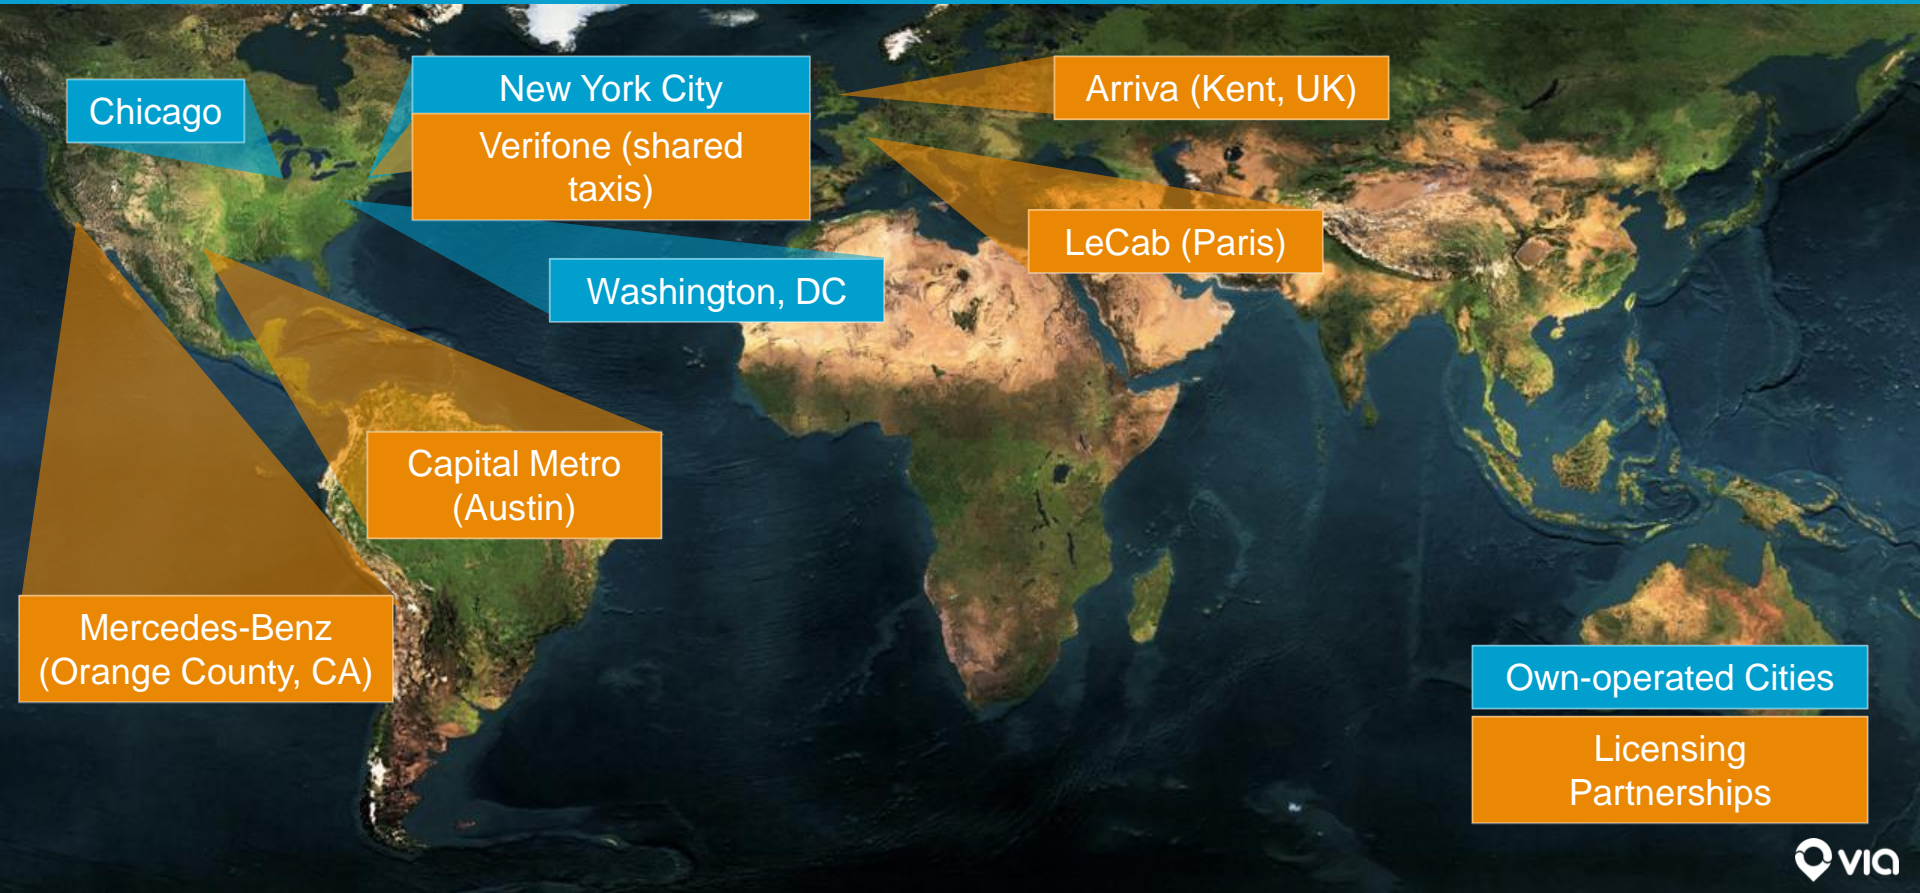 Chicago
New York City
Verifone (shared
taxis)
Arriva (Kent, UK)
LeCab (Paris)
Washington, DC
Capital Metro
(Austin)
Mercedes-Benz
(Orange County, CA)
Own-operated Cities
Licensing
Partnerships
via